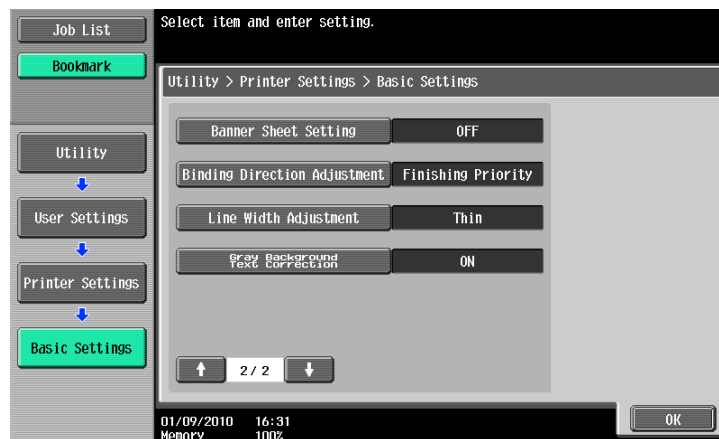 Job List
Bookmark
Select item and enter setting.
Utility > Printer Settings > Basic Settings
Utility
User Settings
Printer Settings
Basic Settings
Banner Sheet Setting OFF
Binding Direction Adjustment Finishing Priority
Line Width Adjustment Thin
Gray Background
Text Correction ON
2/ 2
01/09/2010 16:31
Memory 100%
OK